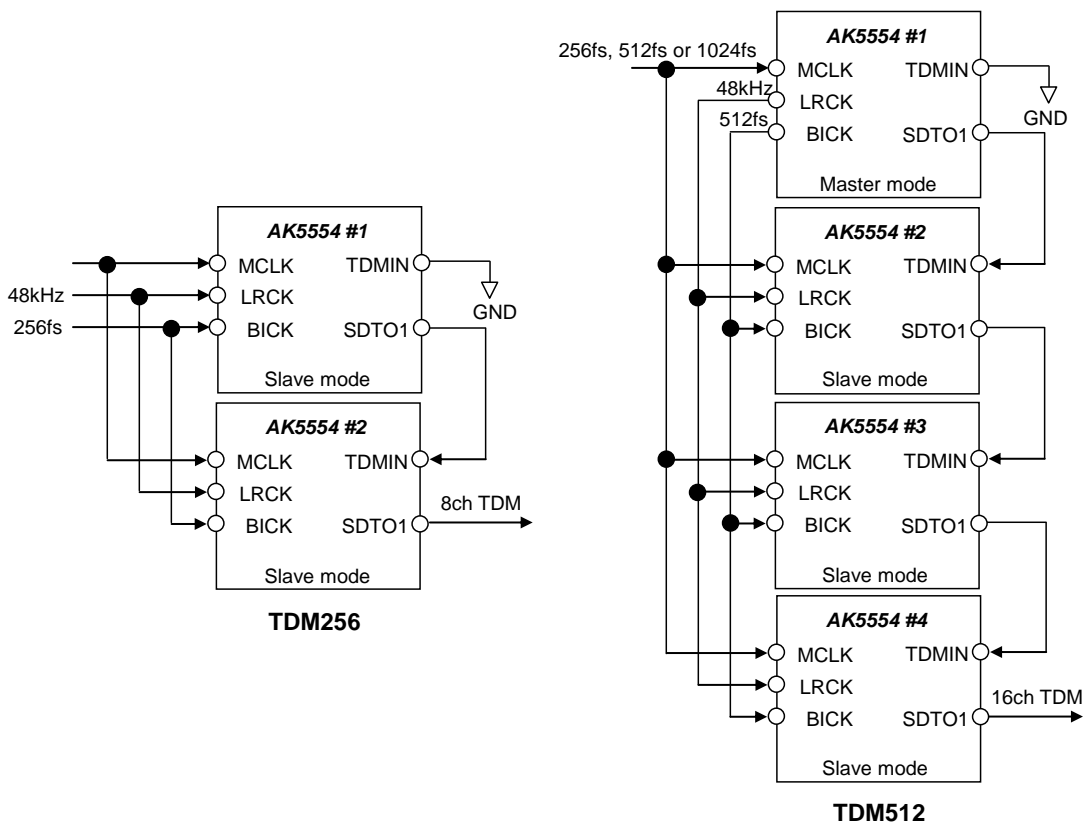 48kHz
256fs
AK5554 #1
MCLK TDMIN
LRCK
GND
BICK SDTO1
Slave mode
AK5554 #2
MCLK TDMIN
LRCK
8ch TDM
BICK SDTO1
Slave mode
TDM256
256fs, 512fs or 1024fs
48kHz
512fs
AK5554 #1
MCLK TDMIN
LRCK
GND
BICK SDTO1
Master mode
AK5554 #2
MCLK TDMIN
LRCK
BICK SDTO1
Slave mode
AK5554 #3
MCLK TDMIN
LRCK
BICK SDTO1
Slave mode
AK5554 #4
MCLK TDMIN
LRCK
16ch TDM
BICK SDTO1
Slave mode
TDM512